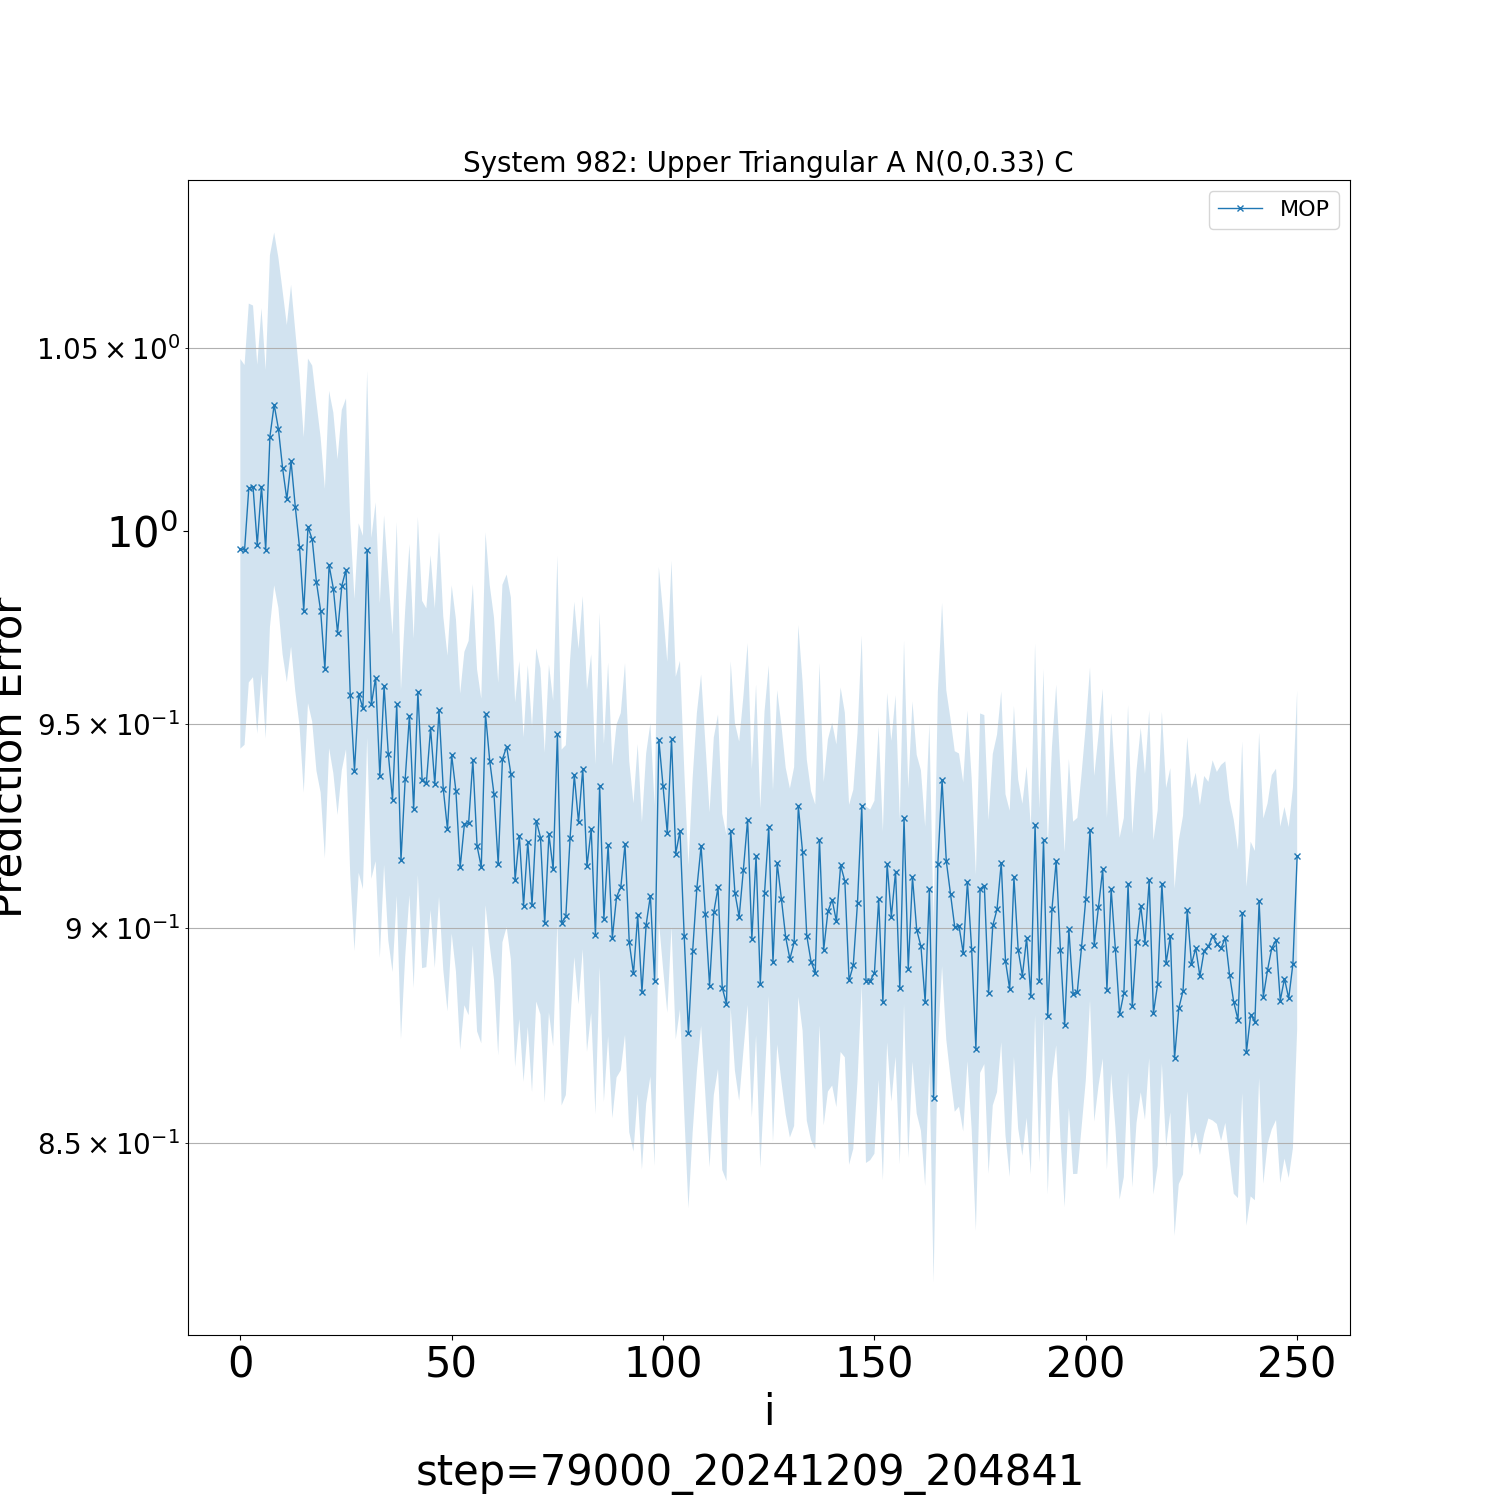 System 982: Upper Triangular A N(0,0.33) C
MOP
Prediction Error
1.05 × 10⁰
10⁰
9.5 × 10⁻¹
9 × 10⁻¹
8.5 × 10⁻¹
0 50 100 150 200 250
i
step=79000_20241209_204841